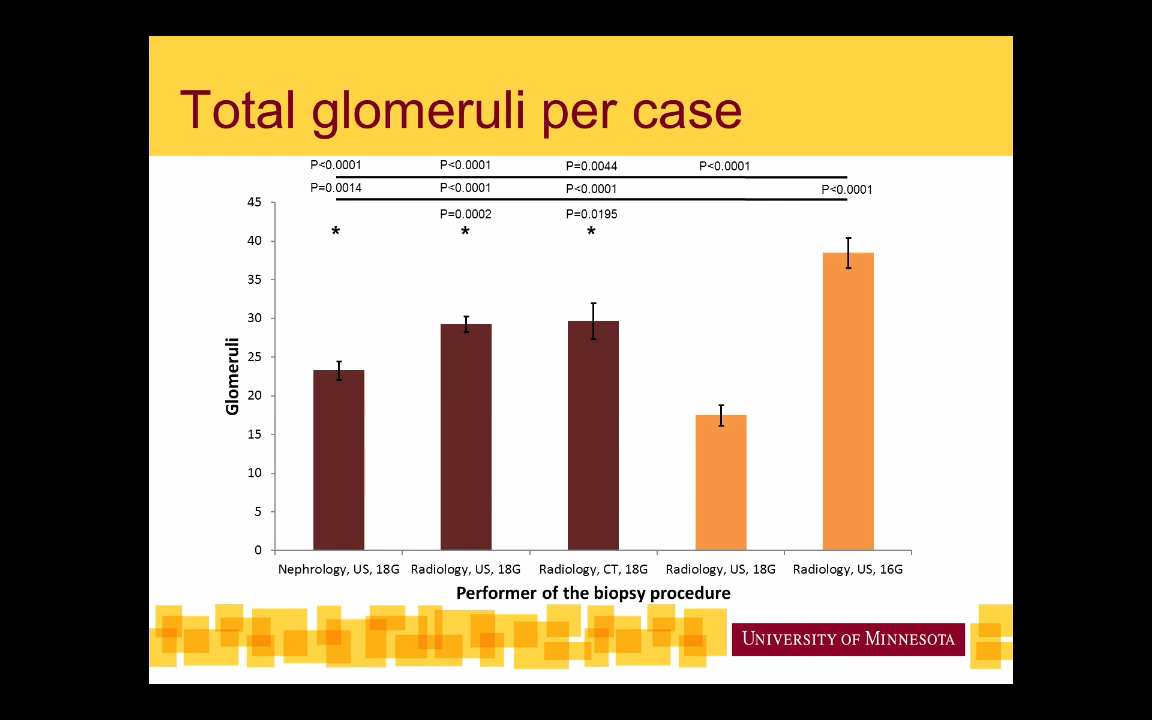 Total glomeruli per case
P<0.0001 P<0.0001 P=0.0044 P<0.0001
P=0.0014 P<0.0001 P<0.0001 P<0.0001
P=0.0002 P=0.0195
* * *
45
40
35
30
25
20
15
10
5
0
Glomeruli
Nephrology, US, 18G Radiology, US, 18G Radiology, CT, 18G Radiology, US, 18G Radiology, US, 16G
Performer of the biopsy procedure
UNIVERSITY OF MINNESOTA